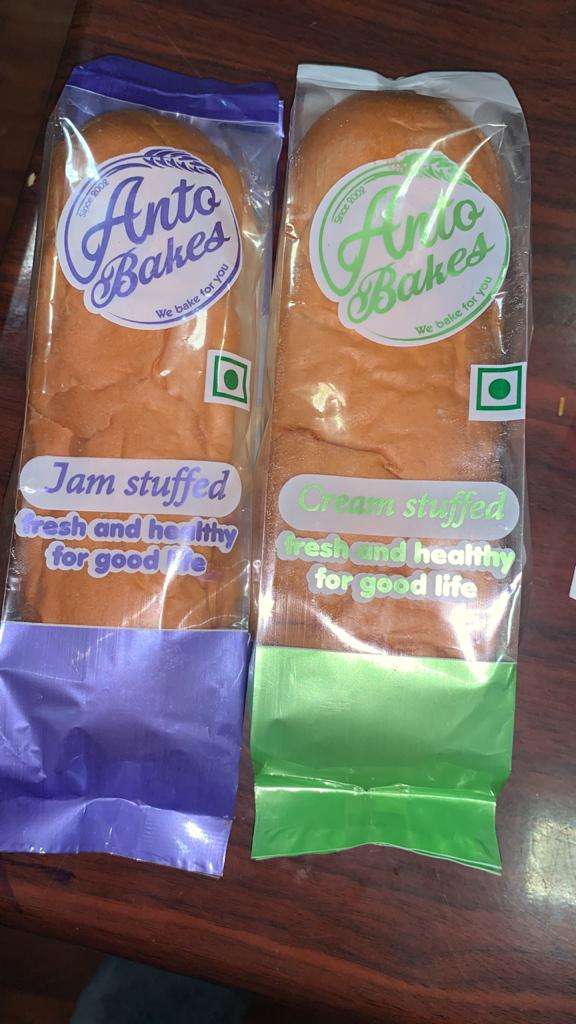 Since 2002
Anto
Bakes
We bake for you
Jam stuffed
fresh and healthy
for good life
Since 2002
Anto
Bakes
We bake for you
Cream stuffed
fresh and healthy
for good life